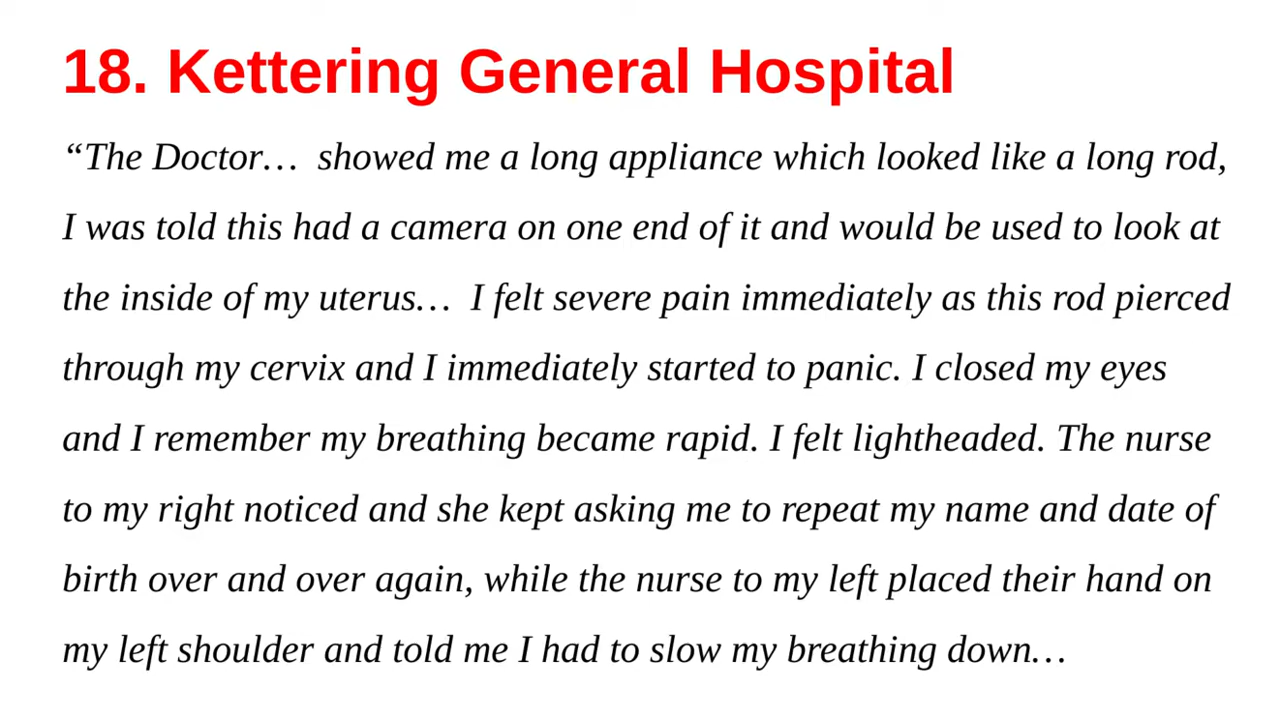 18. Kettering General Hospital
“The Doctor…  showed me a long appliance which looked like a long rod,
I was told this had a camera on one end of it and would be used to look at
the inside of my uterus…  I felt severe pain immediately as this rod pierced
through my cervix and I immediately started to panic. I closed my eyes
and I remember my breathing became rapid. I felt lightheaded. The nurse
to my right noticed and she kept asking me to repeat my name and date of
birth over and over again, while the nurse to my left placed their hand on
my left shoulder and told me I had to slow my breathing down…